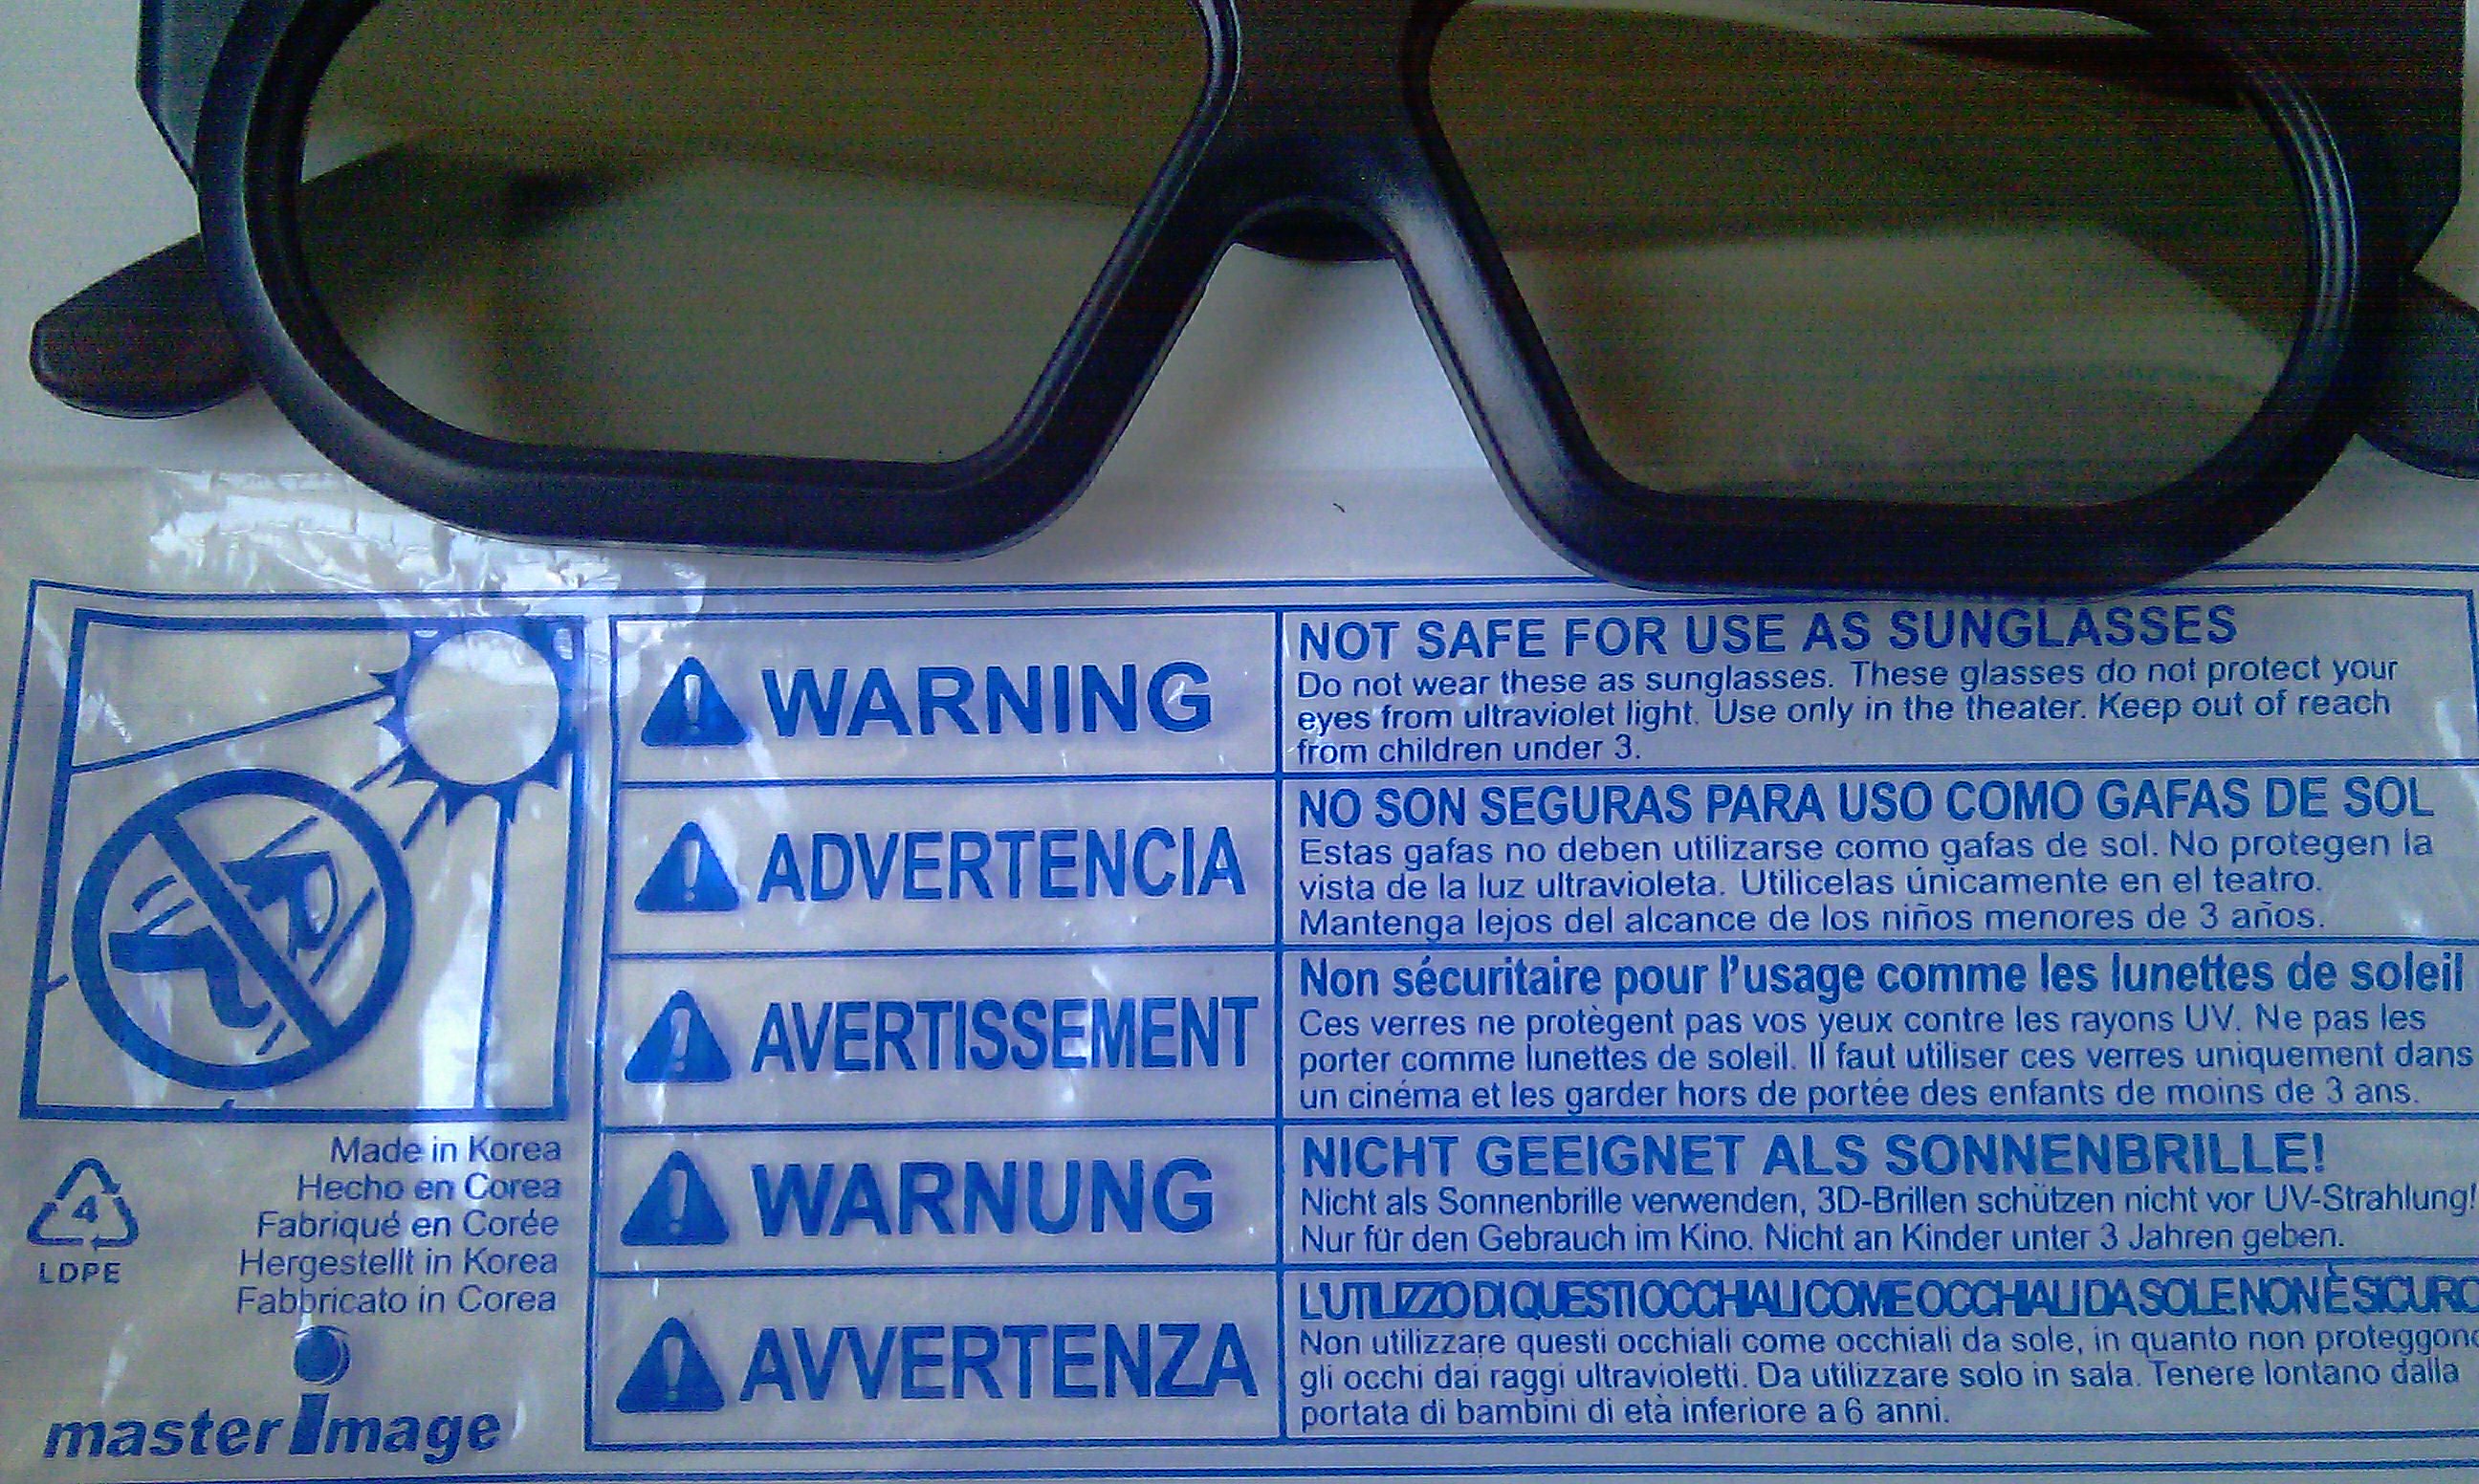 WARNING
NOT SAFE FOR USE AS SUNGLASSES
Do not wear these as sunglasses. These glasses do not protect your
eyes from ultraviolet light. Use only in the theater. Keep out of reach
from children under 3.
ADVERTENCIA
NO SON SEGURAS PARA USO COMO GAFAS DE SOL
Estas gafas no deben utilizarse como gafas de sol. No protegen la
vista de la luz ultravioleta. Utilicelas únicamente en el teatro.
Mantenga lejos del alcance de los niños menores de 3 años.
AVERTISSEMENT
Non sécuritaire pour l'usage comme les lunettes de soleil
Ces verres ne protègent pas vos yeux contre les rayons UV. Ne pas les
porter comme lunettes de soleil. Il faut utiliser ces verres uniquement dans
un cinéma et les garder hors de portée des enfants de moins de 3 ans.
WARNUNG
NICHT GEEIGNET ALS SONNENBRILLE!
Nicht als Sonnenbrille verwenden, 3D-Brillen schützen nicht vor UV-Strahlung!
Nur für den Gebrauch im Kino. Nicht an Kinder unter 3 Jahren geben.
AVVERTENZA
L'UTILIZZO DI QUESTI OCCHIALI COME OCCHIALI DA SOLE NON È SICURO
Non utilizzare questi occhiali come occhiali da sole, in quanto non proteggono
gli occhi dai raggi ultravioletti. Da utilizzare solo in sala. Tenere lontano dalla
portata di bambini di età inferiore a 6 anni.
Made in Korea
Hecho en Corea
Fabriqué en Corée
Hergestellt in Korea
Fabbricato in Corea
4
LDPE
masterimage